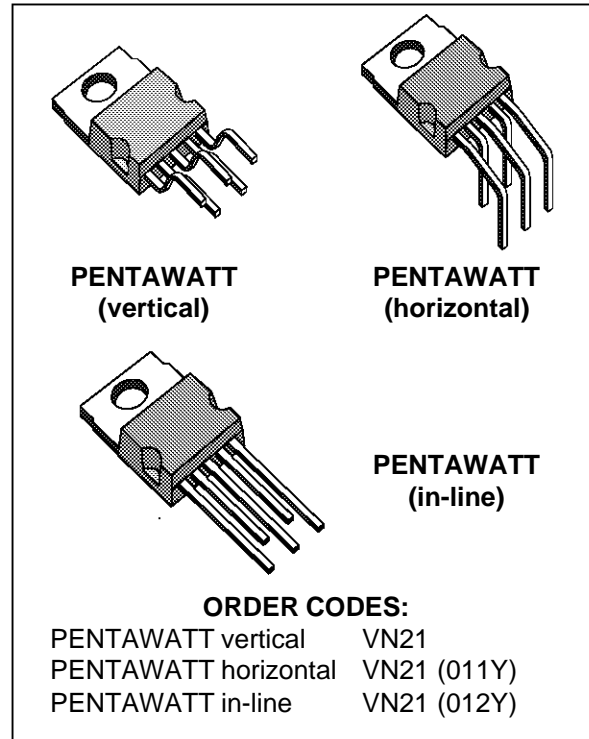 PENTAWATT
(vertical)
PENTAWATT
(horizontal)
PENTAWATT
(in-line)
ORDER CODES:
PENTAWATT vertical VN21
PENTAWATT horizontal VN21 (011Y)
PENTAWATT in-line VN21 (012Y)